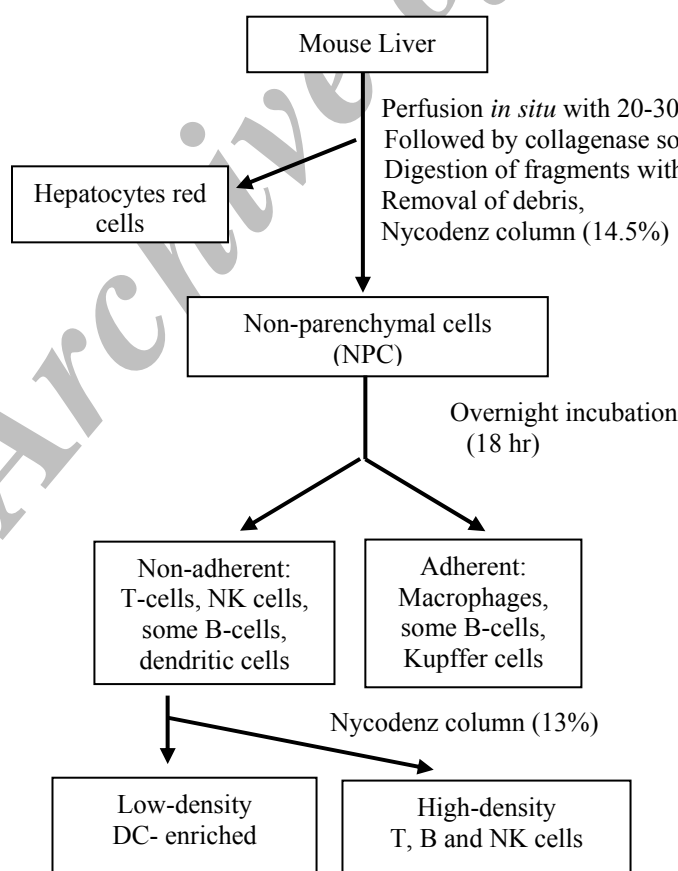 Mouse Liver
Perfusion in situ with 20-30
Followed by collagenase so
Digestion of fragments with
Removal of debris,
Nycodenz column (14.5%)
Hepatocytes red
cells
Non-parenchymal cells
(NPC)
Overnight incubation
(18 hr)
Non-adherent:
T-cells, NK cells,
some B-cells,
dendritic cells
Adherent:
Macrophages,
some B-cells,
Kupffer cells
Nycodenz column (13%)
Low-density
DC- enriched
High-density
T, B and NK cells
Archive